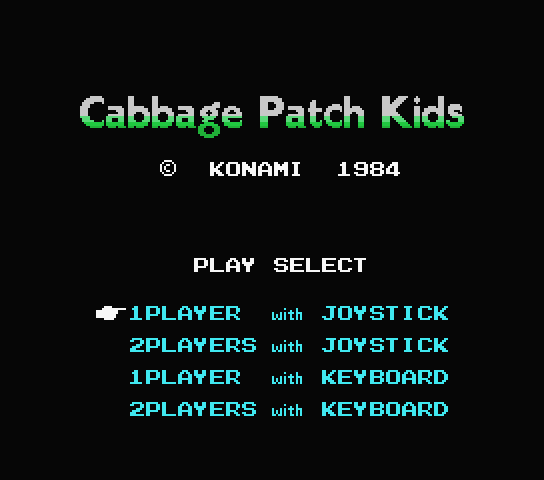 Cabbage Patch Kids
© KONAMI 1984
PLAY SELECT
1PLAYER with JOYSTICK
2PLAYERS with JOYSTICK
1PLAYER with KEYBOARD
2PLAYERS with KEYBOARD